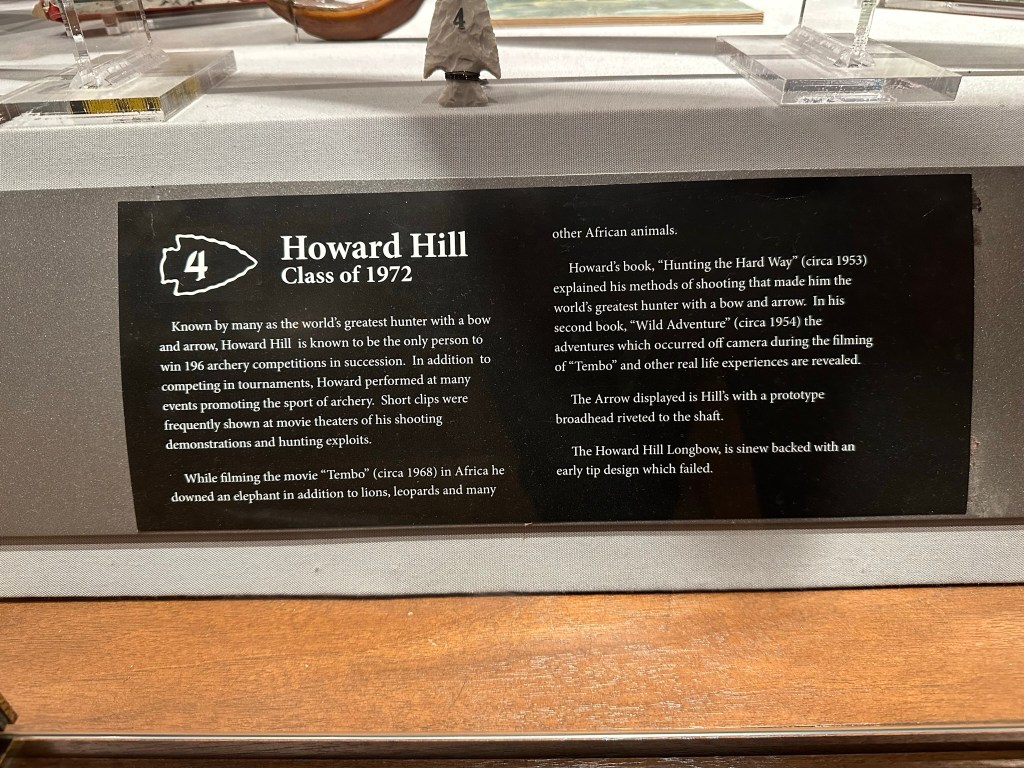 4
4
Howard Hill
Class of 1972
Known by many as the world's greatest hunter with a bow
and arrow, Howard Hill is known to be the only person to
win 196 archery competitions in succession. In addition to
competing in tournaments, Howard performed at many
events promoting the sport of archery. Short clips were
frequently shown at movie theaters of his shooting
demonstrations and hunting exploits.
While filming the movie “Tembo” (circa 1968) in Africa he
downed an elephant in addition to lions, leopards and many
other African animals.
Howard's book, “Hunting the Hard Way” (circa 1953)
explained his methods of shooting that made him the
world's greatest hunter with a bow and arrow. In his
second book, “Wild Adventure” (circa 1954) the
adventures which occurred off camera during the filming
of “Tembo” and other real life experiences are revealed.
The Arrow displayed is Hill's with a prototype
broadhead riveted to the shaft.
The Howard Hill Longbow, is sinew backed with an
early tip design which failed.